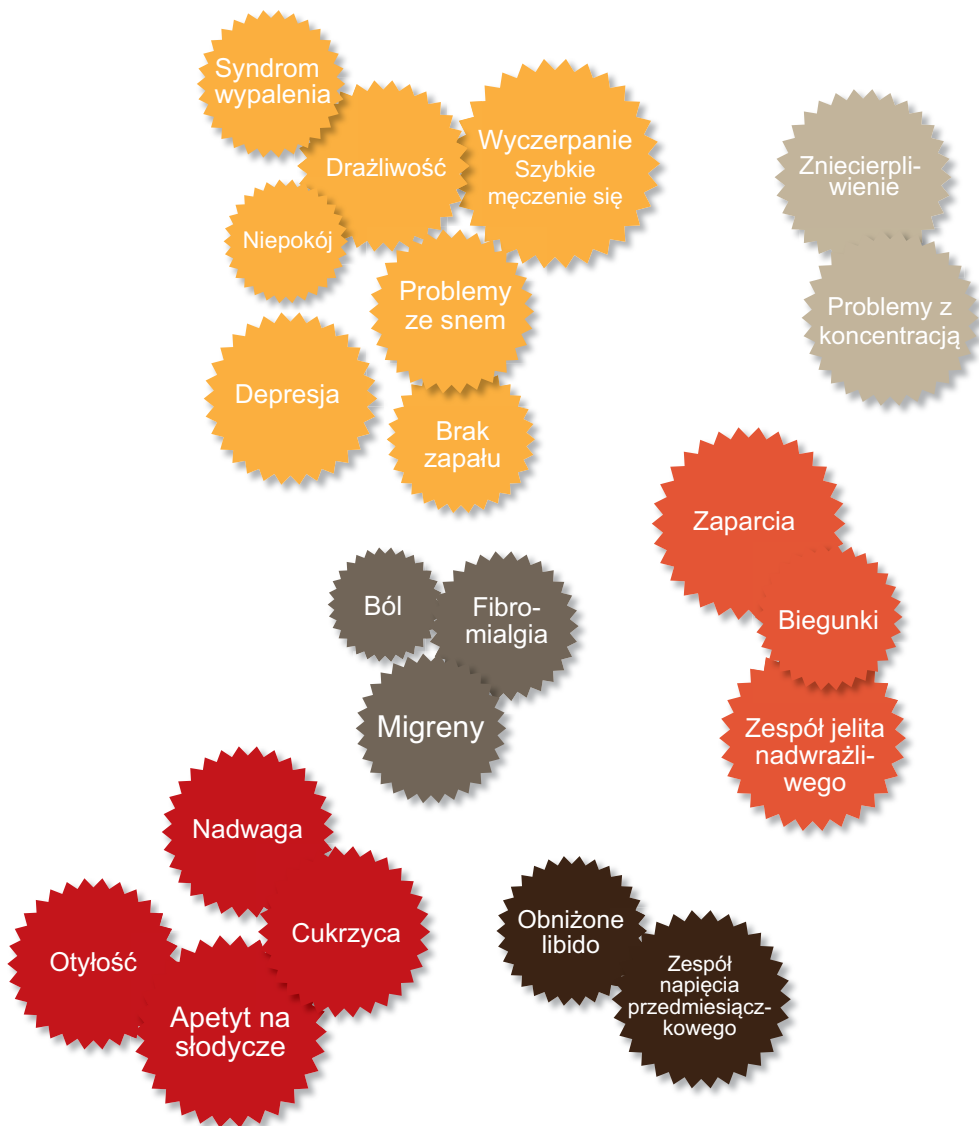 Syndrom
wypalenia
Drażliwość
Wyczerpanie
Szybkie
męczenie się
Niepokój
Problemy
ze snem
Depresja
Brak
zapału
Zniecierpli-
wienie
Problemy z
koncentracją
Zaparcia
Biegunki
Zespół jelita
nadwrażli-
wego
Ból
Fibro-
mialgia
Migreny
Nadwaga
Cukrzyca
Otyłość
Apetyt na
słodycze
Obniżone
libido
Zespół
napięcia
przedmiesiącz-
kowego